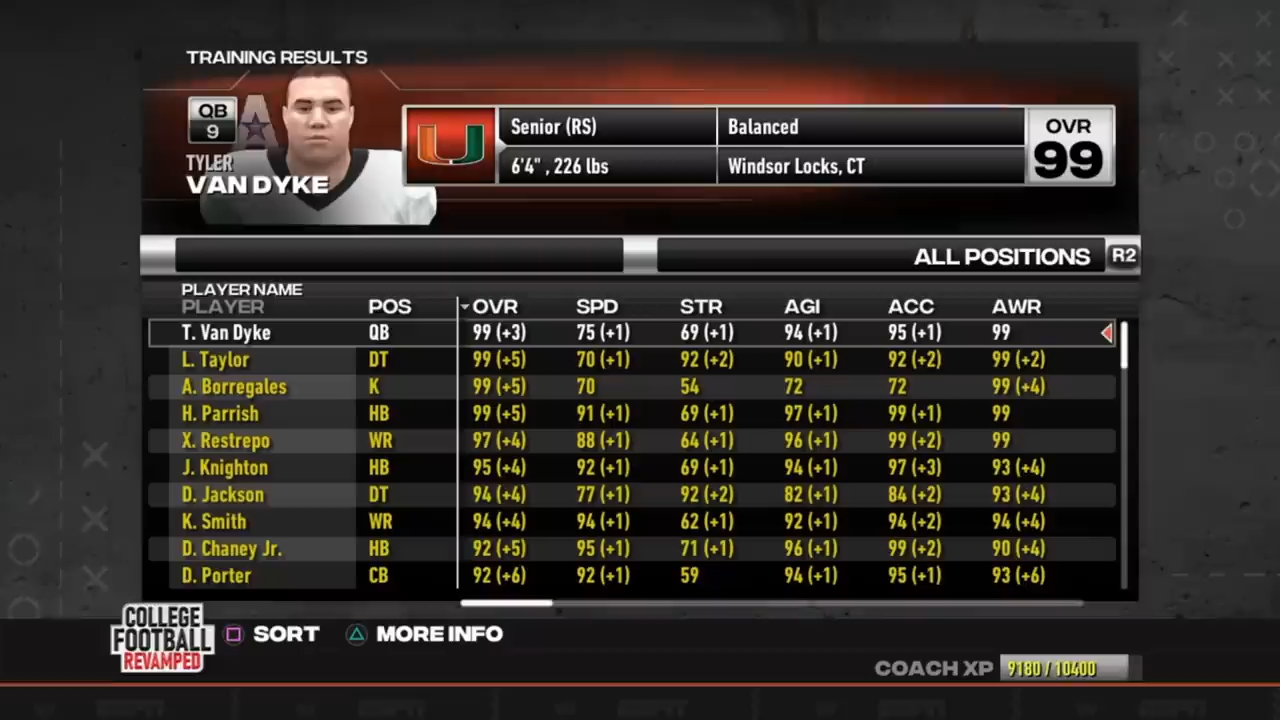 TRAINING RESULTS
QB
9
TYLER
VAN DYKE
Senior (RS)
Balanced
6'4" , 226 lbs
Windsor Locks, CT
OVR
99
ALL POSITIONS R2
PLAYER NAME
PLAYER POS OVR SPD STR AGI ACC AWR
T. Van Dyke QB 99 (+3) 75 (+1) 69 (+1) 94 (+1) 95 (+1) 99
L. Taylor DT 99 (+5) 70 (+1) 92 (+2) 90 (+1) 92 (+2) 99 (+2)
A. Borregales K 99 (+5) 70 54 72 72 99 (+4)
H. Parrish HB 99 (+5) 91 (+1) 69 (+1) 97 (+1) 99 (+1) 99
X. Restrepo WR 97 (+4) 88 (+1) 64 (+1) 96 (+1) 99 (+2) 99
J. Knighton HB 95 (+4) 92 (+1) 69 (+1) 94 (+1) 97 (+3) 93 (+4)
D. Jackson DT 94 (+4) 77 (+1) 92 (+2) 82 (+1) 84 (+2) 93 (+4)
K. Smith WR 94 (+4) 94 (+1) 62 (+1) 92 (+1) 94 (+2) 94 (+4)
D. Chaney Jr. HB 92 (+5) 95 (+1) 71 (+1) 96 (+1) 99 (+2) 90 (+4)
D. Porter CB 92 (+6) 92 (+1) 59 94 (+1) 95 (+1) 93 (+6)
COLLEGE
FOOTBALL
REVAMPED
SORT MORE INFO
COACH XP 9180 / 10400